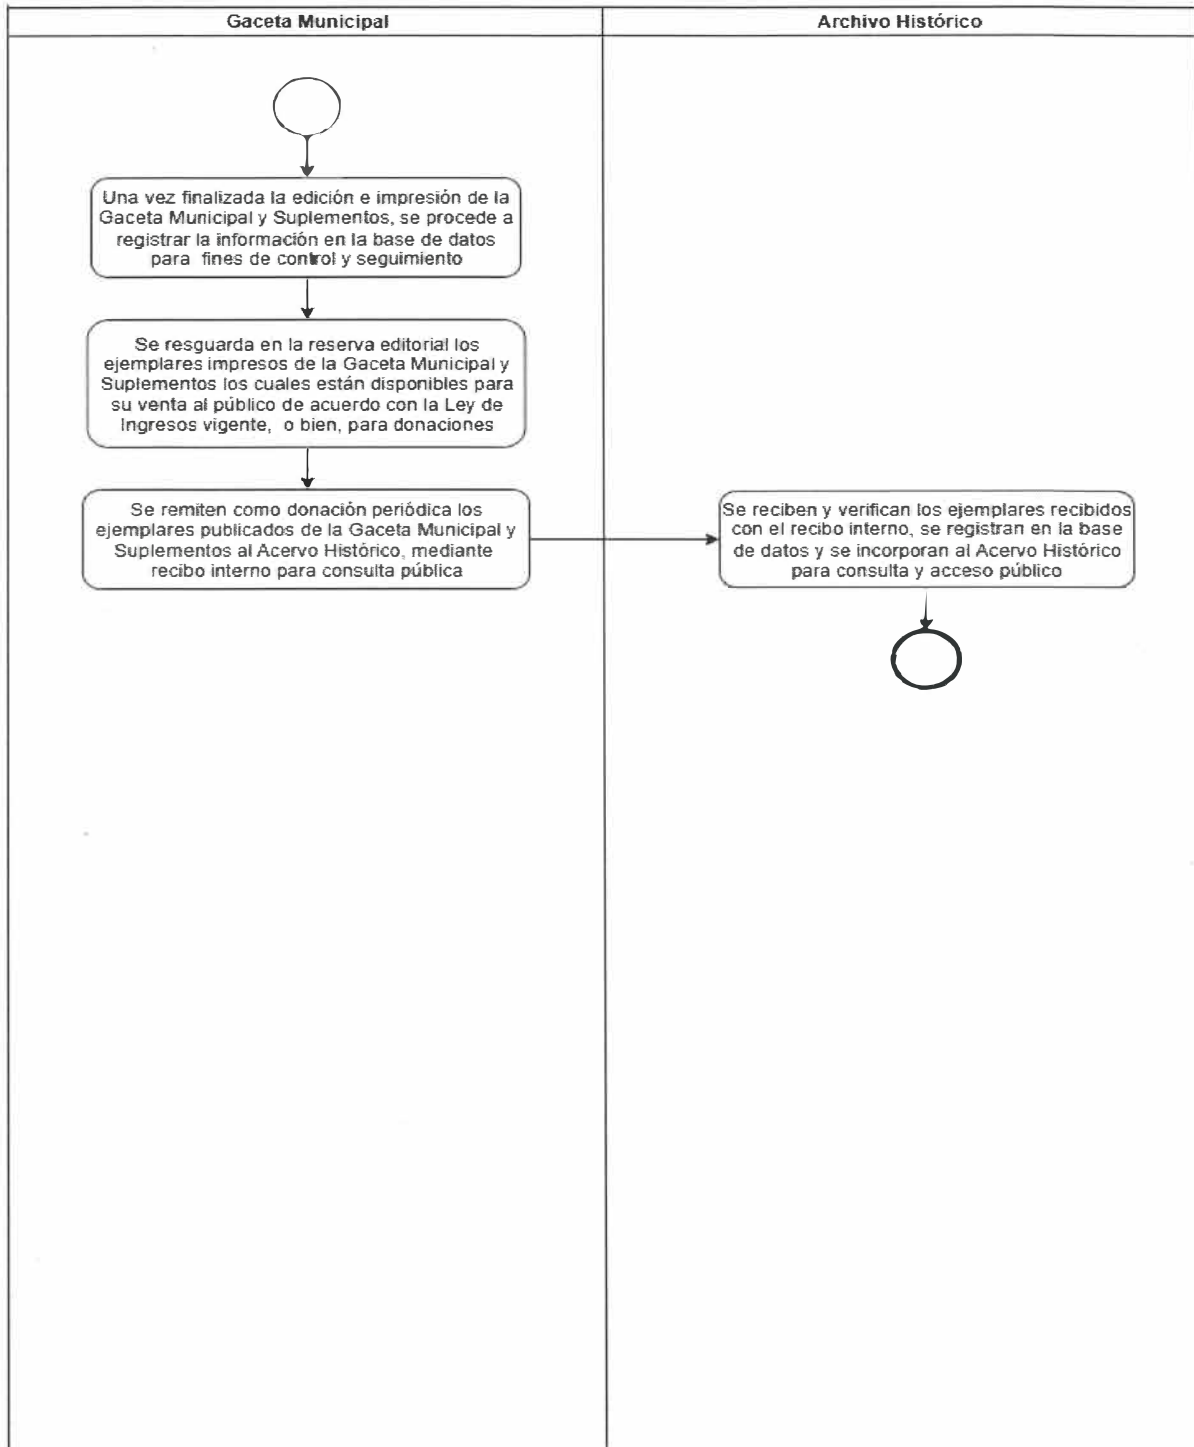 Gaceta Municipal
Archivo Histórico
Una vez finalizada la edición e impresión de la
Gaceta Municipal y Suplementos, se procede a
registrar la información en la base de datos
para fines de control y seguimiento
Se resguarda en la reserva editorial los
ejemplares impresos de la Gaceta Municipal y
Suplementos los cuales están disponibles para
su venta al público de acuerdo con la Ley de
Ingresos vigente, o bien, para donaciones
Se remiten como donación periódica los
ejemplares publicados de la Gaceta Municipal y
Suplementos al Acervo Histórico, mediante
recibo interno para consulta pública
Se reciben y verifican los ejemplares recibidos
con el recibo interno, se registran en la base
de datos y se incorporan al Acervo Histórico
para consulta y acceso público